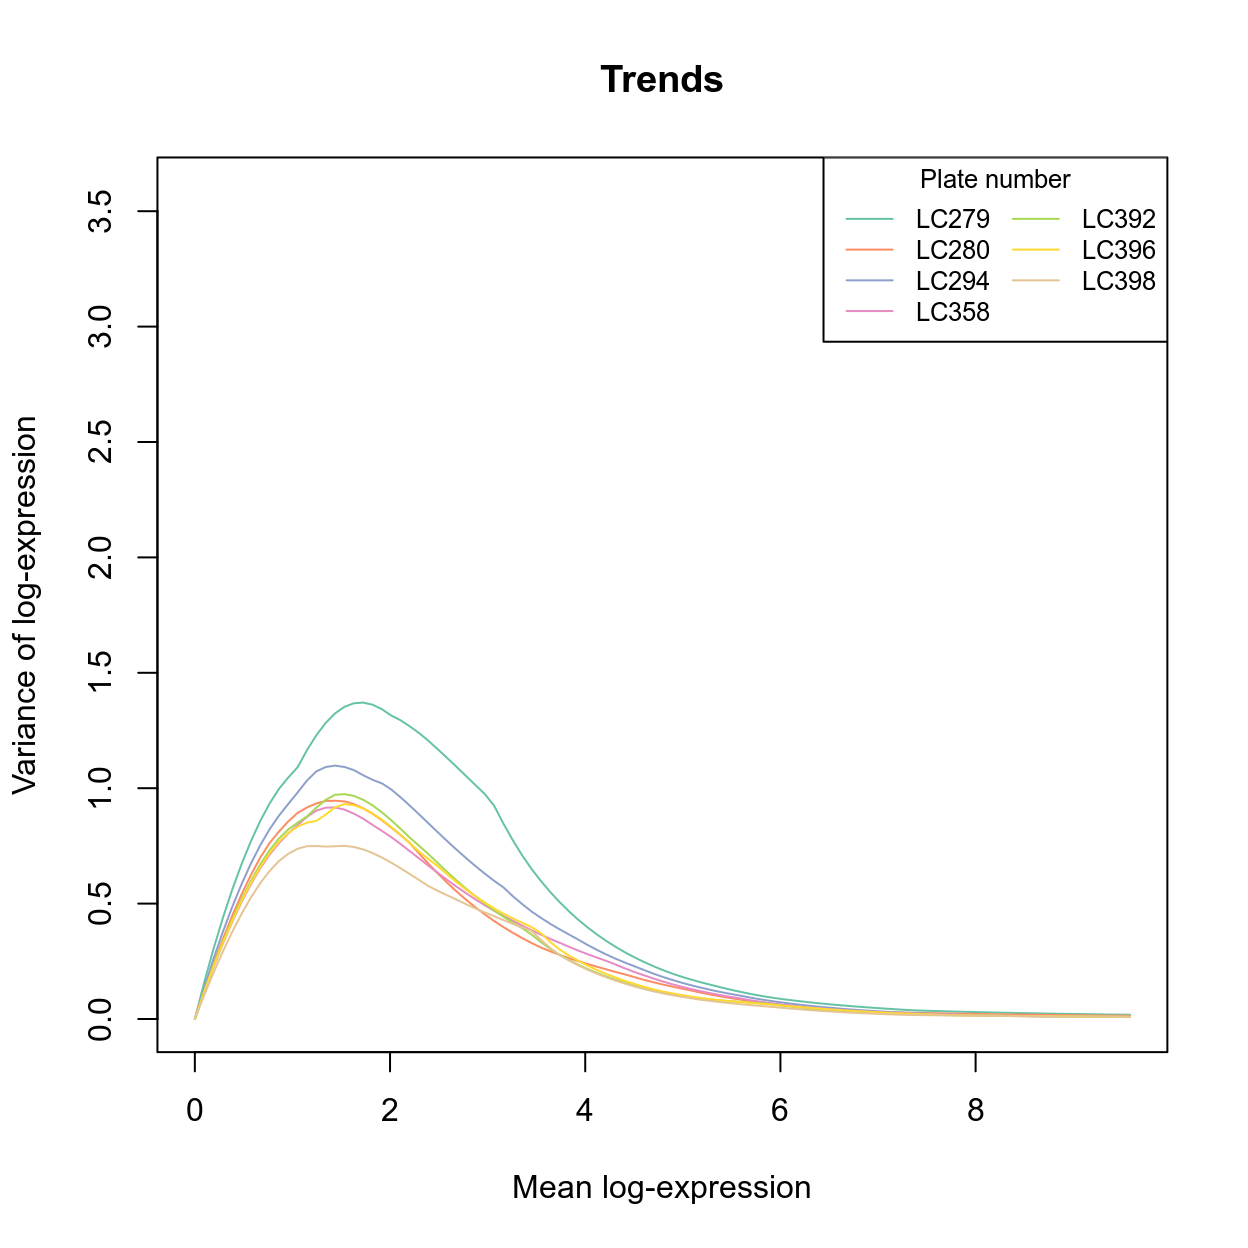 Trends
Plate number
LC279
LC280
LC294
LC358
LC392
LC396
LC398
Variance of log-expression
3.5
3.0
2.5
2.0
1.5
1.0
0.5
0.0
0 2 4 6 8
Mean log-expression